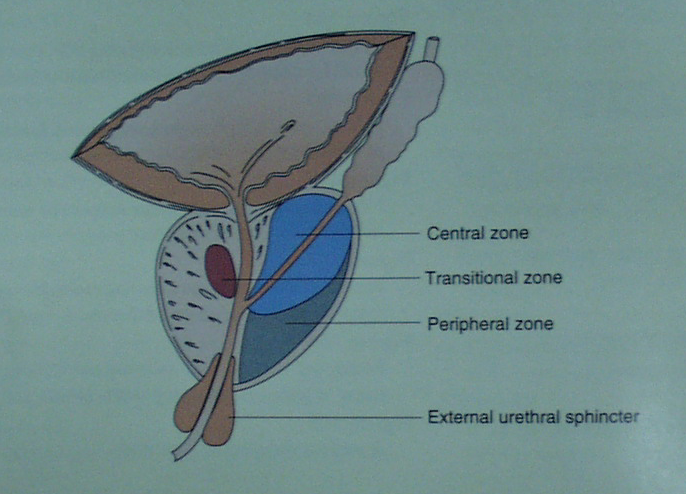 Central zone
Transitional zone
Peripheral zone
External urethral sphincter